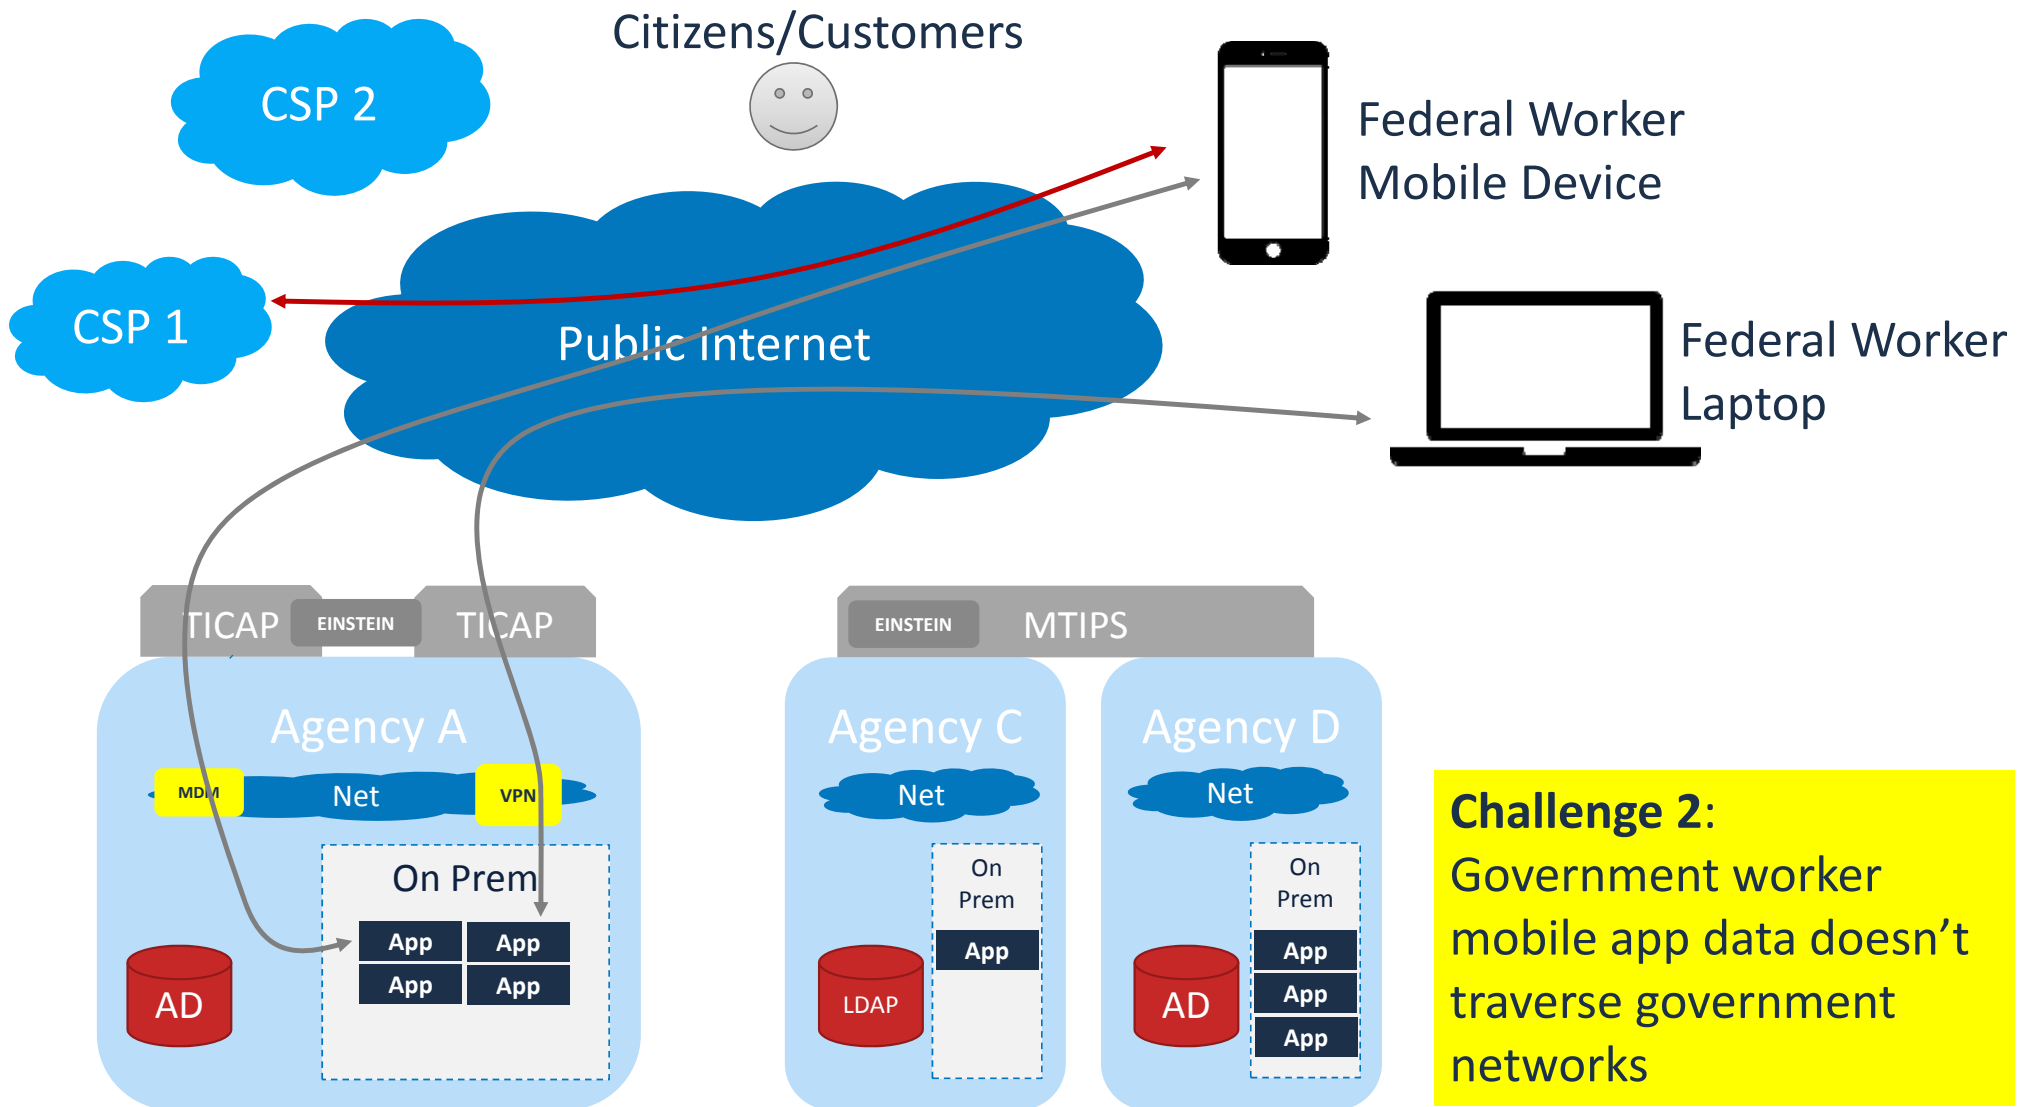 Citizens/Customers
CSP 2
Federal Worker
Mobile Device
CSP 1
Public Internet
Federal Worker
Laptop
TICAP
EINSTEIN
TICAP
EINSTEIN
MTIPS
Agency A
Agency C
Agency D
MDM
Net
VPN
Net
Net
On Prem
App
App
App
App
AD
On
Prem
App
LDAP
On
Prem
App
App
App
AD
Challenge 2:
Government worker
mobile app data doesn’t
traverse government
networks